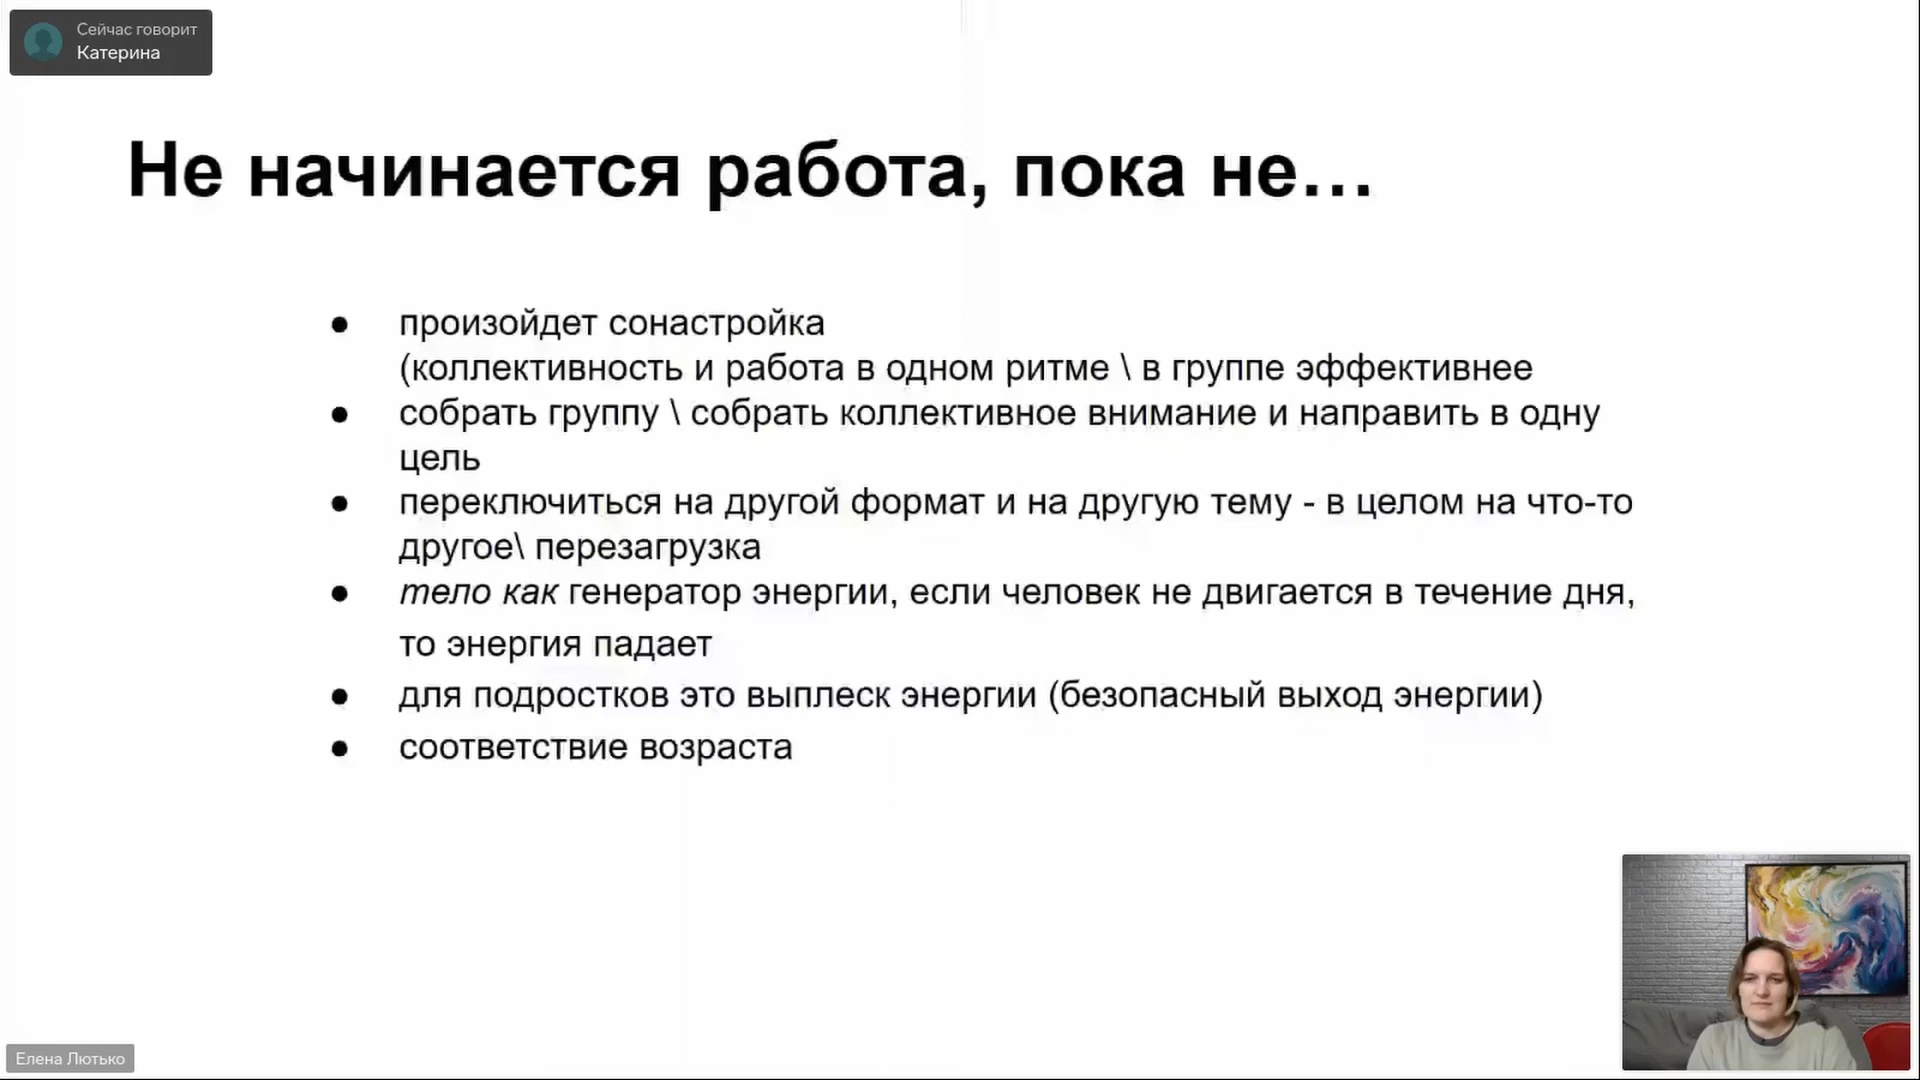 Сейчас говорит
Катерина
Не начинается работа, пока не…
● произойдет сонастройка
(коллективность и работа в одном ритме \ в группе эффективнее
● собрать группу \ собрать коллективное внимание и направить в одну
цель
● переключиться на другой формат и на другую тему - в целом на что-то
другое\ перезагрузка
● тело как генератор энергии, если человек не двигается в течение дня,
то энергия падает
● для подростков это выплеск энергии (безопасный выход энергии)
● соответствие возраста
Елена Лютько